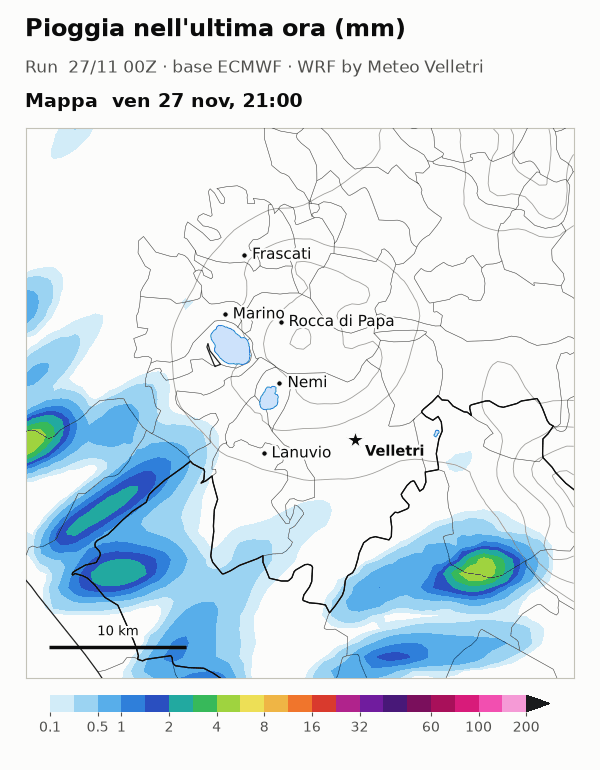 Pioggia nell'ultima ora (mm)
Run  27/11 00Z · base ECMWF · WRF by Meteo Velletri
Mappa  ven 27 nov, 21:00
Frascati
Marino
Rocca di Papa
Nemi
Velletri
Lanuvio
10 km
0.1 0.5 1 2 4 8 16 32 60 100 200